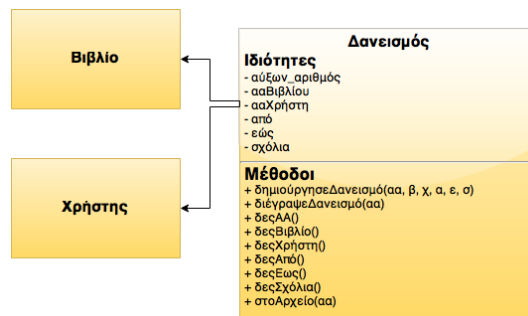 Βιβλίο
Χρήστης
Δανεισμός
Ιδιότητες
- αύξων_αριθμός
- ααΒιβλίου
- ααΧρήστη
- από
- εώς
- σχόλια
Μέθοδοι
+ δημιούργησεΔανεισμό(αα, β, χ, α, ε, σ)
+ διέγραψεΔανεισμό(αα)
+ δεςΑΑ()
+ δεςΒιβλίο()
+ δεςΧρήστη()
+ δεςΑπό()
+ δεςΕως()
+ δεςΣχόλια()
+ στοΑρχείο(αα)